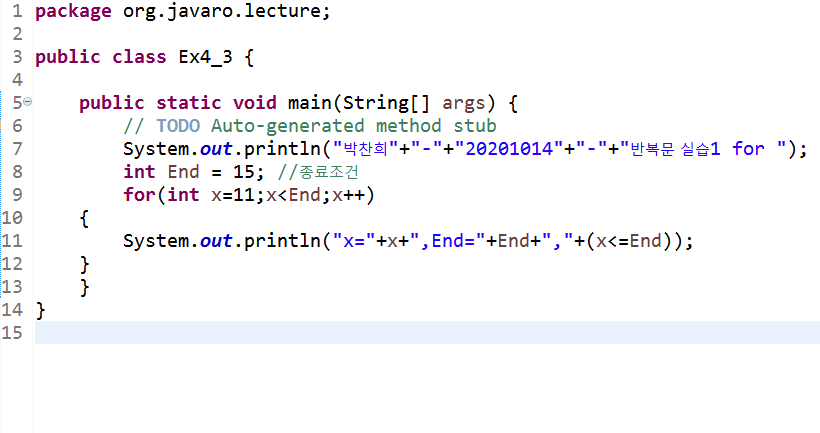 1 package org.javaro.lecture;
2
3 public class Ex4_3 {
4
5 public static void main(String[] args) {
6 // TODO Auto-generated method stub
7 System.out.println("박찬희"+"-"+"20201014"+"-"+"반복문 실습1 for ");
8 int End = 15; //종료조건
9 for(int x=11;x<End;x++)
10 {
11 System.out.println("x="+x+",End="+End+","+(x<=End));
12 }
13 }
14 }
15